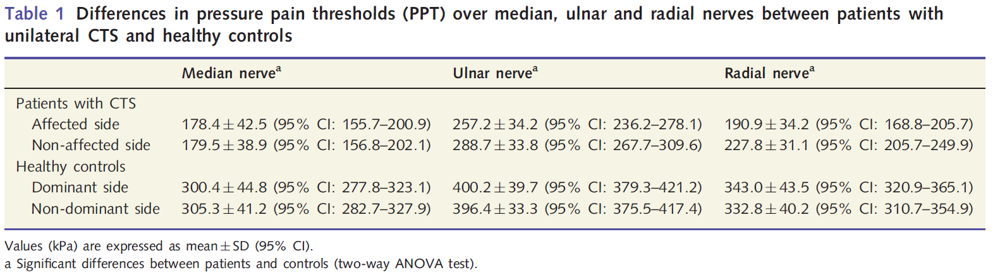 Table 1 Differences in pressure pain thresholds (PPT) over median, ulnar and radial nerves between patients with
unilateral CTS and healthy controls
Median nerveᵃ Ulnar nerveᵃ Radial nerveᵃ
Patients with CTS
Affected side 178.4±42.5 (95% CI: 155.7–200.9) 257.2±34.2 (95% CI: 236.2–278.1) 190.9±34.2 (95% CI: 168.8–205.7)
Non-affected side 179.5±38.9 (95% CI: 156.8–202.1) 288.7±33.8 (95% CI: 267.7–309.6) 227.8±31.1 (95% CI: 205.7–249.9)
Healthy controls
Dominant side 300.4±44.8 (95% CI: 277.8–323.1) 400.2±39.7 (95% CI: 379.3–421.2) 343.0±43.5 (95% CI: 320.9–365.1)
Non-dominant side 305.3±41.2 (95% CI: 282.7–327.9) 396.4±33.3 (95% CI: 375.5–417.4) 332.8±40.2 (95% CI: 310.7–354.9)
Values (kPa) are expressed as mean±SD (95% CI).
a Significant differences between patients and controls (two-way ANOVA test).